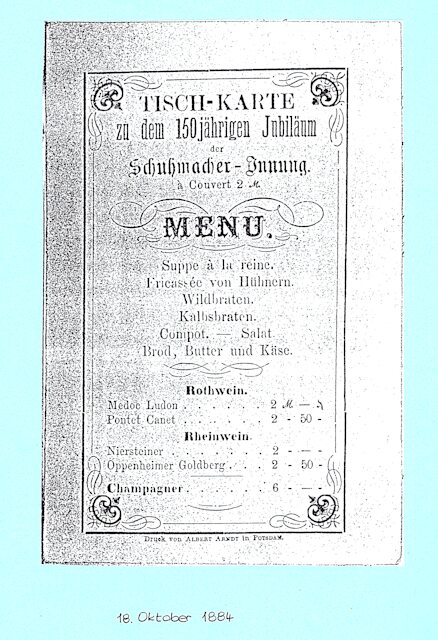 TISCH-KARTE
zu dem 150jährigen Jubiläum
der
Schuhmacher-Innung.
à Couvert 2 M.
MENU.
Suppe à la reine.
Fricassée von Hühnern.
Wildbraten.
Kalbsbraten.
Compot. — Salat
Brod, Butter und Käse.
Rothwein.
Medoc Ludon . . . . . . 2 M — ₰
Pontet Canet . . . . . . 2 - 50 -
Rheinwein.
Niersteiner . . . . . . . 2 - — -
Oppenheimer Goldberg . . . 2 - 50 -
Champagner . . . . . . . 6 - — -
Druck von Albert Arndt in Potsdam.
18. Oktober 1884